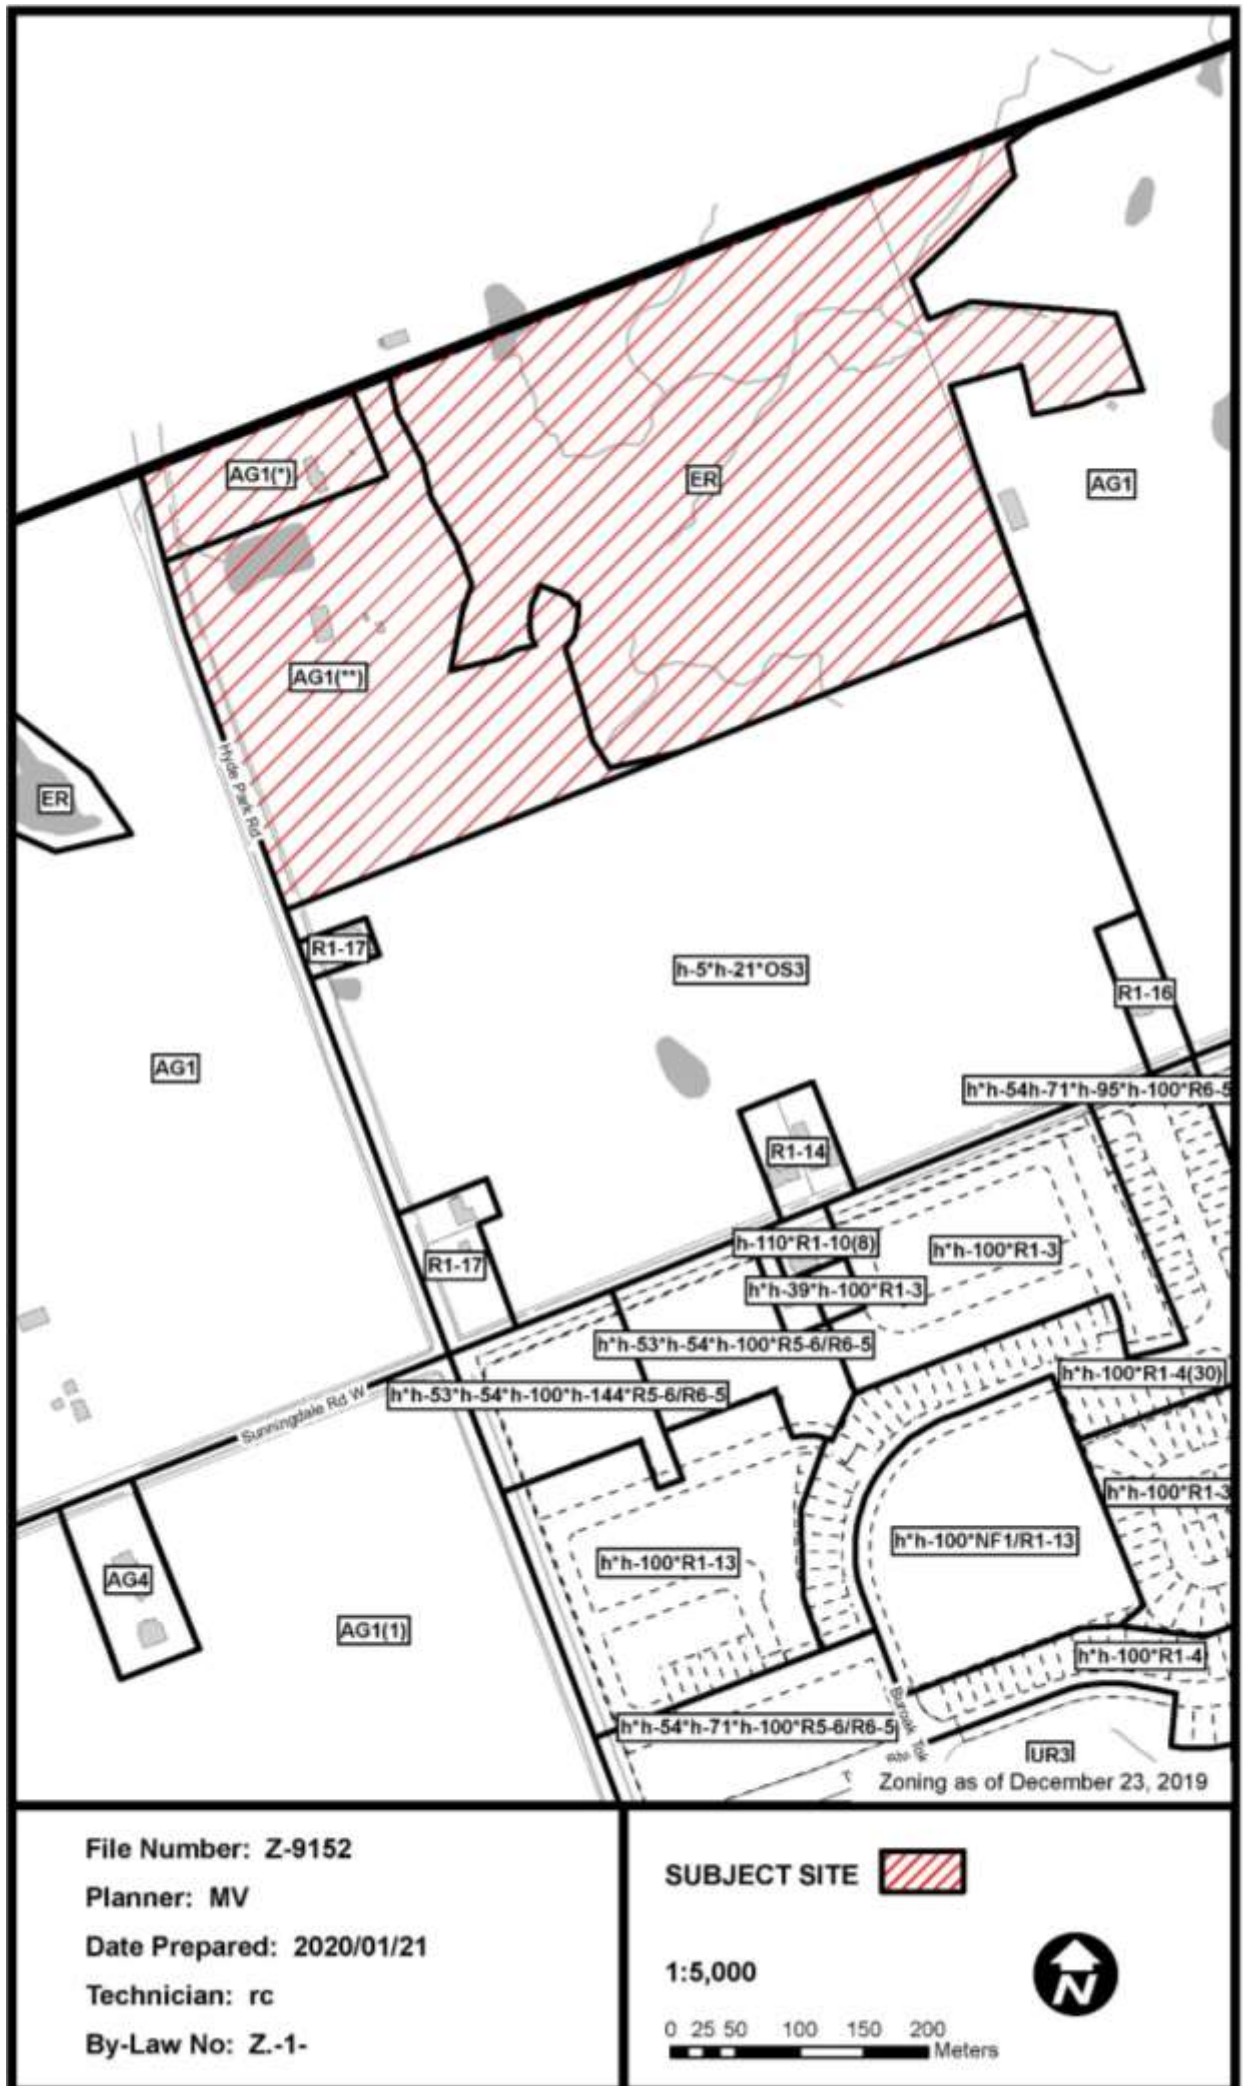 AG1(*)
ER
AG1
AG1(**)
Hyde Park Rd
ER
R1-17
h-5*h-21*OS3
R1-16
AG1
h*h-54h-71*h-95*h-100*R6-5
R1-14
h-110*R1-10(8)
h*h-100*R1-3
R1-17
h*h-39*h-100*R1-3
h*h-53*h-54*h-100*R5-6/R6-5
h*h-100*R1-4(30)
h*h-53*h-54*h-100*h-144*R5-6/R6-5
Sunningdale Rd W
h*h-100*R1-3
h*h-100*NF1/R1-13
h*h-100*R1-13
AG4
AG1(1)
h*h-100*R1-4
h*h-54*h-71*h-100*R5-6/R6-5
Buroak
UR3
Zoning as of December 23, 2019
File Number: Z-9152
Planner: MV
Date Prepared: 2020/01/21
Technician: rc
By-Law No: Z.-1-
SUBJECT SITE
1:5,000
N
0 25 50 100 150 200
Meters